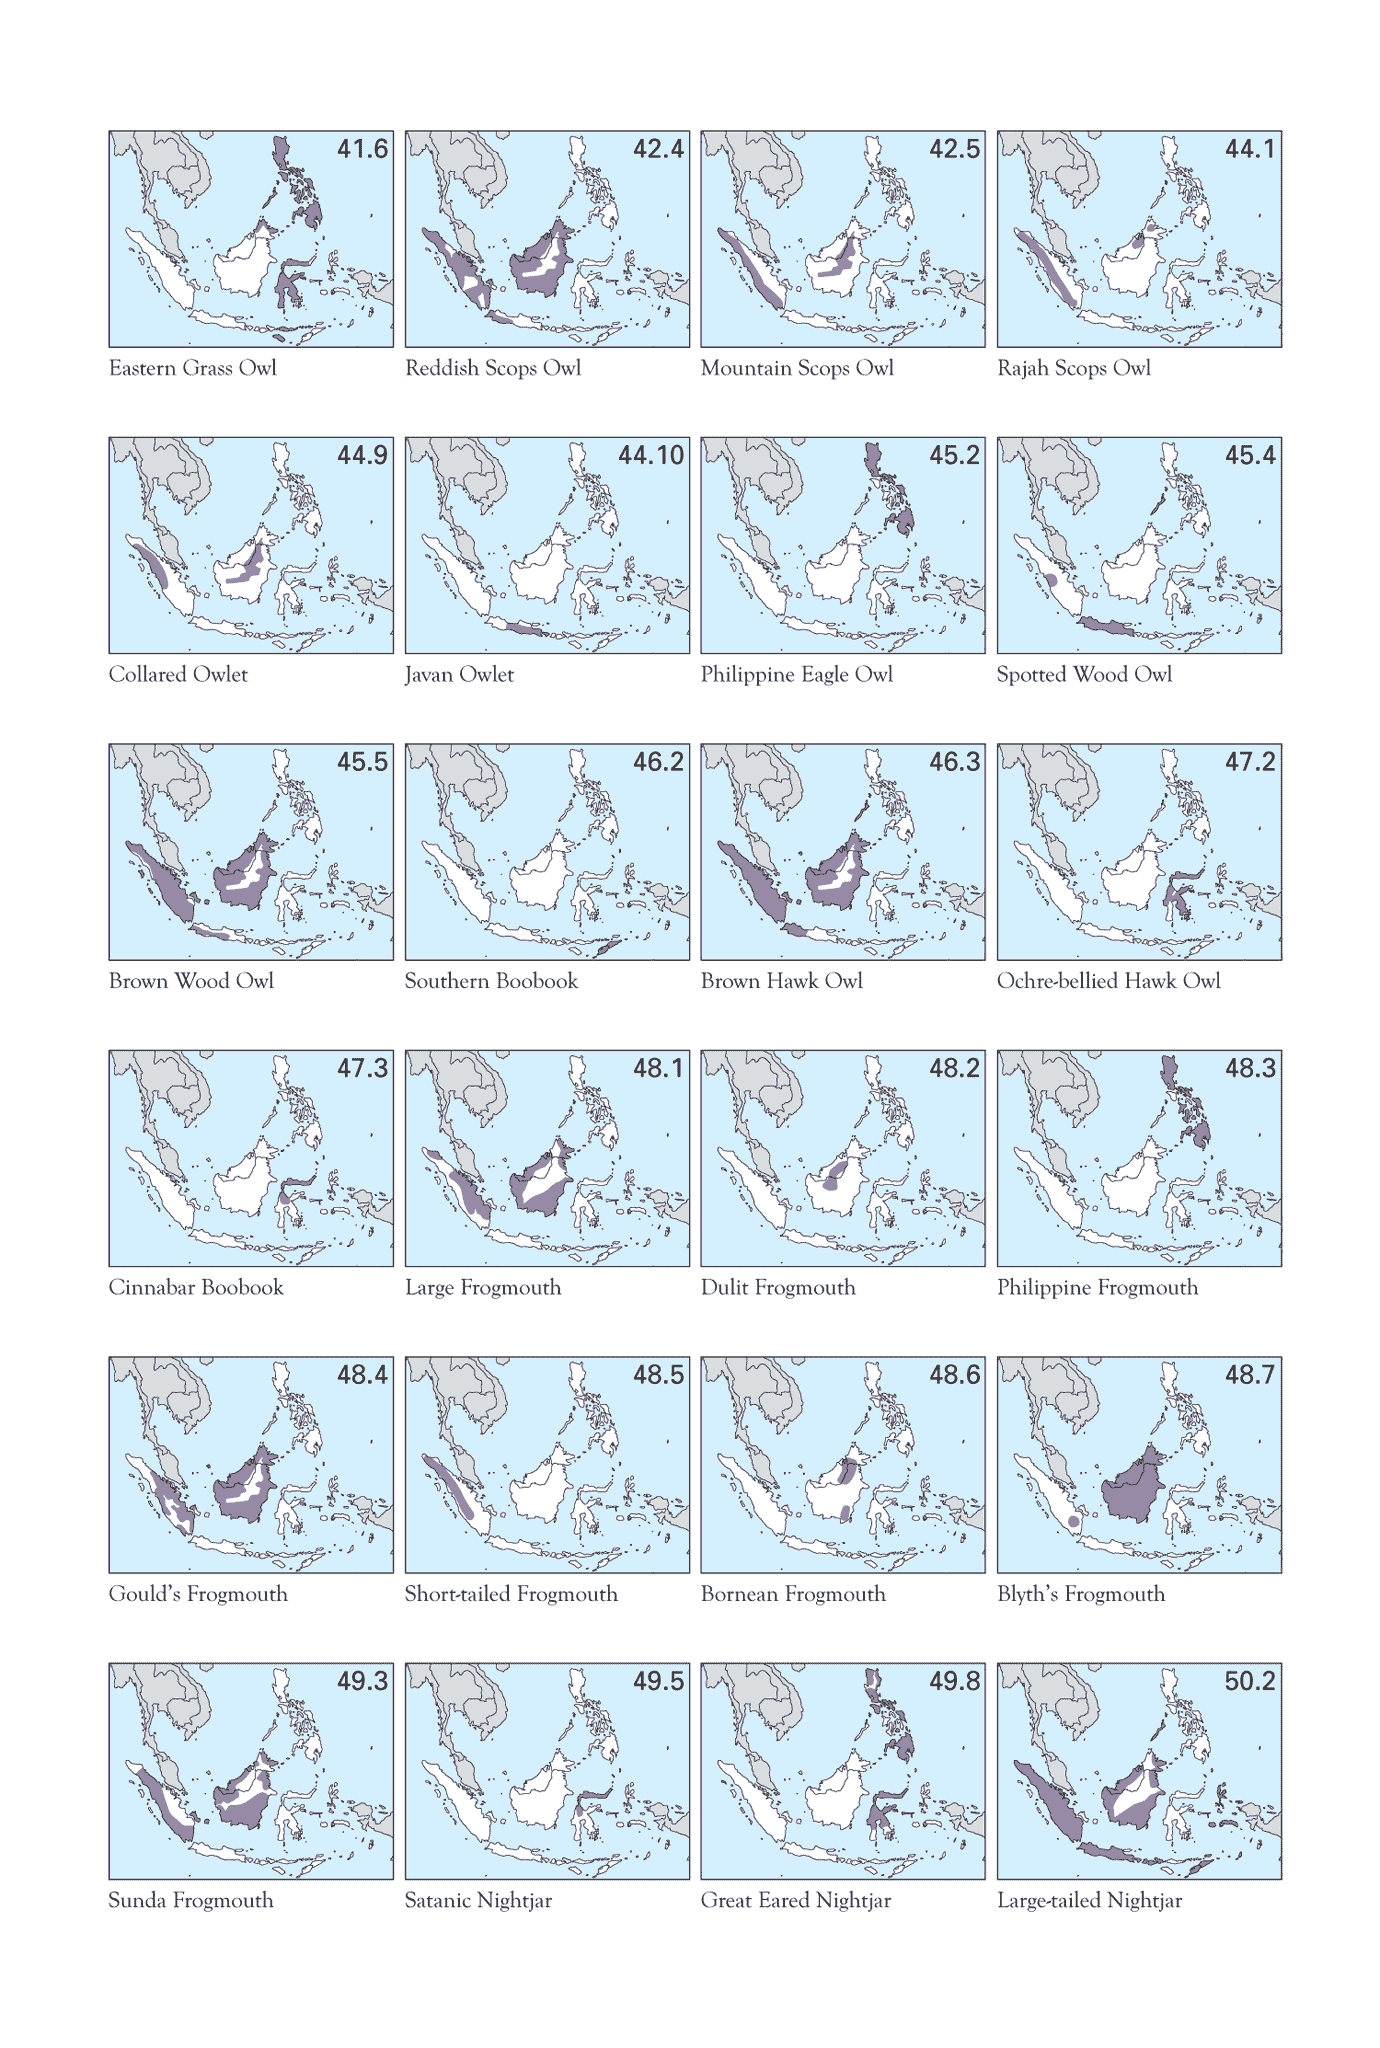 41.6
42.4
42.5
44.1
Eastern Grass Owl
Reddish Scops Owl
Mountain Scops Owl
Rajah Scops Owl
44.9
44.10
45.2
45.4
Collared Owlet
Javan Owlet
Philippine Eagle Owl
Spotted Wood Owl
45.5
46.2
46.3
47.2
Brown Wood Owl
Southern Boobook
Brown Hawk Owl
Ochre-bellied Hawk Owl
47.3
48.1
48.2
48.3
Cinnabar Boobook
Large Frogmouth
Dulit Frogmouth
Philippine Frogmouth
48.4
48.5
48.6
48.7
Gould's Frogmouth
Short-tailed Frogmouth
Bornean Frogmouth
Blyth's Frogmouth
49.3
49.5
49.8
50.2
Sunda Frogmouth
Satanic Nightjar
Great Eared Nightjar
Large-tailed Nightjar